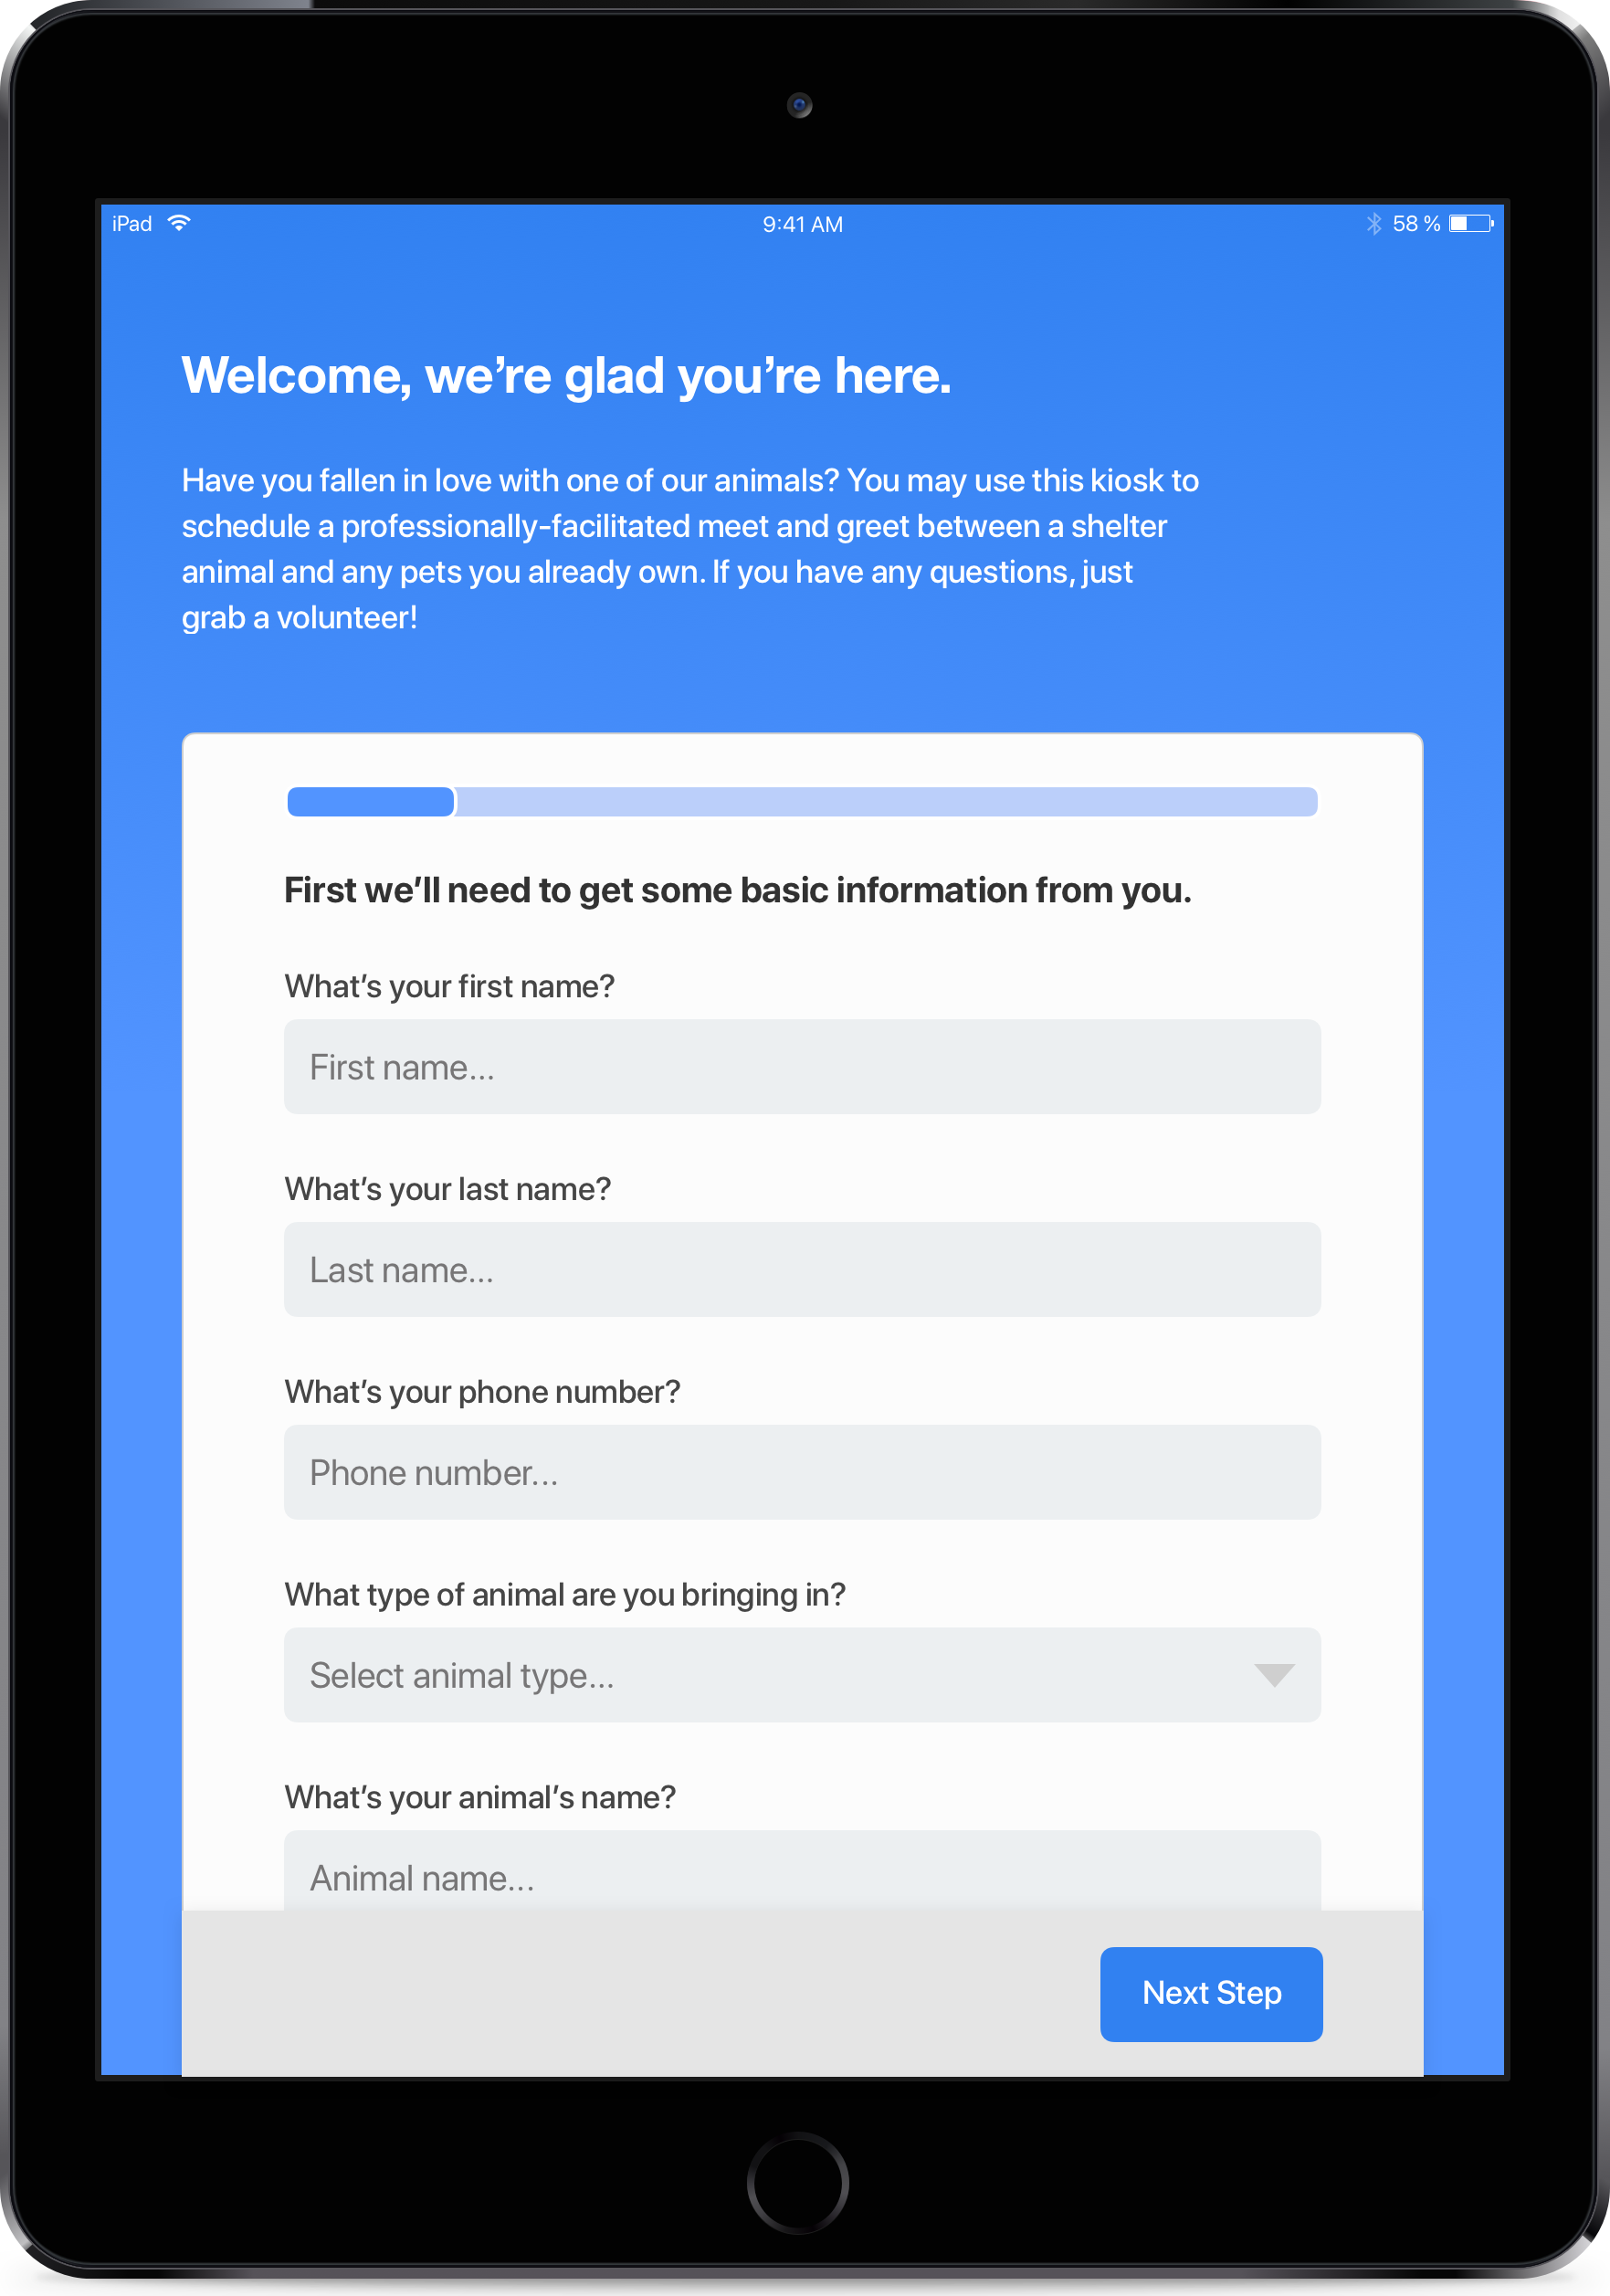 iPad 9:41 AM 58 %
Welcome, we’re glad you’re here.
Have you fallen in love with one of our animals? You may use this kiosk to
schedule a professionally-facilitated meet and greet between a shelter
animal and any pets you already own. If you have any questions, just
grab a volunteer!
First we’ll need to get some basic information from you.
What’s your first name?
First name...
What’s your last name?
Last name...
What’s your phone number?
Phone number...
What type of animal are you bringing in?
Select animal type...
What’s your animal’s name?
Animal name...
Next Step